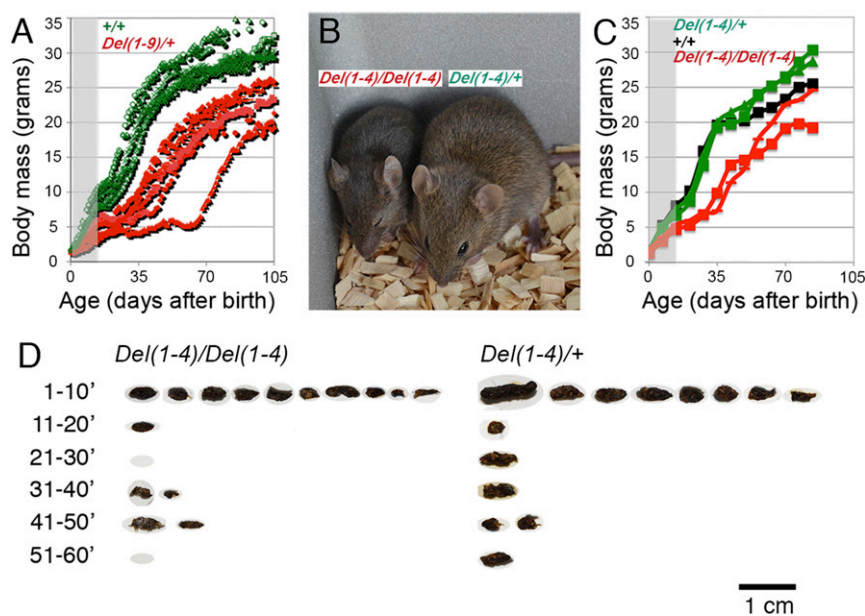 A
+/+
Del(1-9)/+
Body mass (grams)
35
30
25
20
15
10
5
0
0 35 70 105
Age (days after birth)
B
Del(1-4)/Del(1-4) Del(1-4)/+
C
Del(1-4)/+
+/+
Del(1-4)/Del(1-4)
Body mass (grams)
35
30
25
20
15
10
5
0
0 35 70 105
Age (days after birth)
D
Del(1-4)/Del(1-4) Del(1-4)/+
1-10’
11-20’
21-30’
31-40’
41-50’
51-60’
1 cm